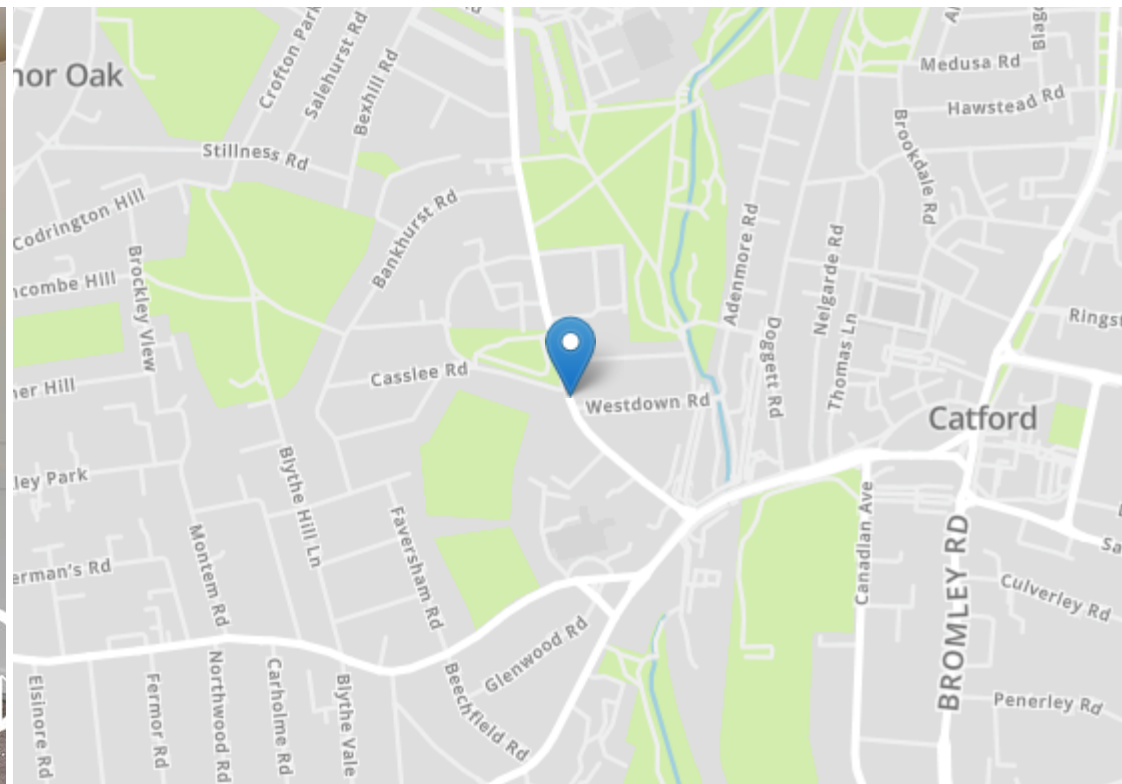 nor Oak
Crofton Park
Salehurst Rd
Bexhill Rd
Stillness Rd
Codrington Hill
Brockley View
Bankhurst Rd
Casslee Rd
Westdown Rd
Adenmore Rd
Doggett Rd
Nelgarde Rd
Thomas Ln
Brookdale Rd
Medusa Rd
Hawstead Rd
Catford
ncombe Hill
ner Hill
ley Park
erman's Rd
Montem Rd
Blythe Hill Ln
Faversham Rd
Canadian Ave
BROMLEY RD
Culverley Rd
Penerley Rd
Glenwood Rd
Beechfield Rd
Elsinore Rd
Fermor Rd
Northwood Rd
Carholme Rd
Blythe Vale
Ringst
Sa